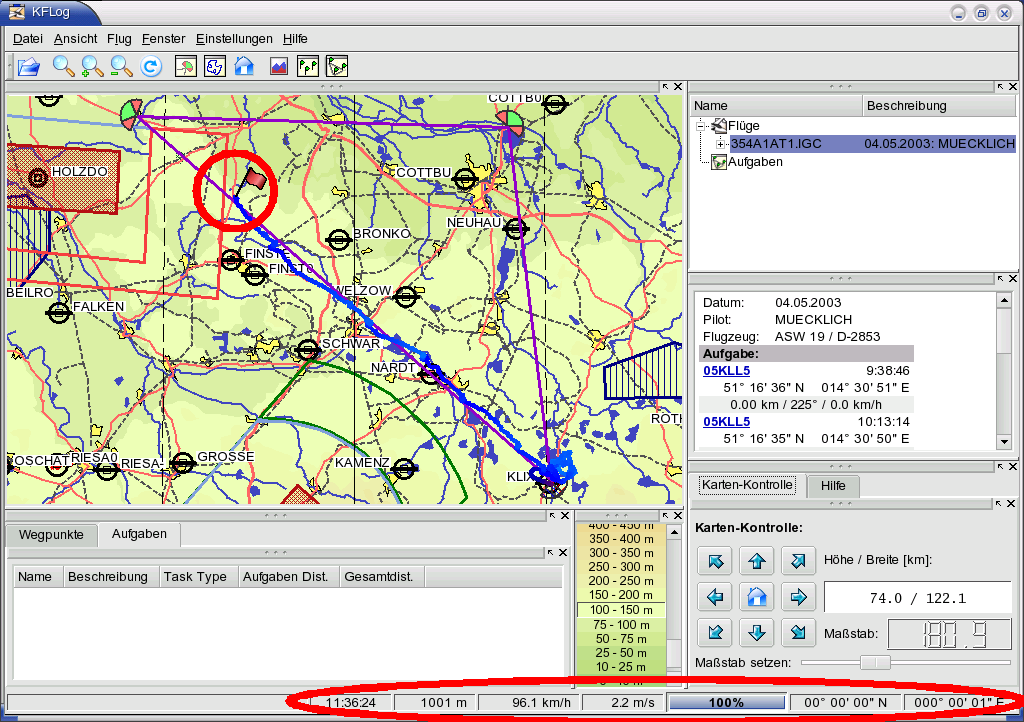 KFLog
Datei Ansicht Flug Fenster Einstellungen Hilfe
COTTBU
HOLZDO
COTTBU
NEUHAU
BRONKO
FINSTE
FINST0
WELZOW
BEILRO
FALKEN
SCHWAR
NARDT
ROTH
OSCHAT
RIESA0
RIESA-
GROSSE
KAMENZ
KLIX
Name Beschreibung
Flüge
354A1AT1.IGC 04.05.2003: MUECKLICH
Aufgaben
Datum: 04.05.2003
Pilot: MUECKLICH
Flugzeug: ASW 19 / D-2853
Aufgabe:
05KLL5 9:38:46
51° 16' 36" N 014° 30' 51" E
0.00 km / 225° / 0.0 km/h
05KLL5 10:13:14
51° 16' 35" N 014° 30' 50" E
Wegpunkte Aufgaben
Name Beschreibung Task Type Aufgaben Dist. Gesamtdist.
400 - 450 m
350 - 400 m
300 - 350 m
250 - 300 m
200 - 250 m
150 - 200 m
100 - 150 m
75 - 100 m
50 - 75 m
25 - 50 m
10 - 25 m
Karten-Kontrolle Hilfe
Karten-Kontrolle:
Höhe / Breite [km]:
74.0 / 122.1
Maßstab: 180.9
Maßstab setzen:
11:36:24 1001 m 96.1 km/h 2.2 m/s 100% 00° 00' 00" N 000° 00' 01" E